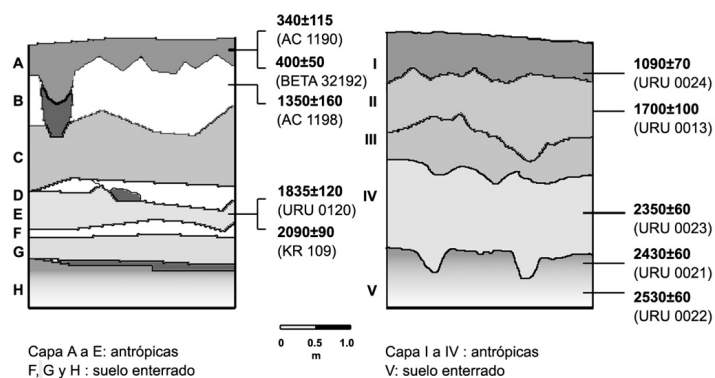 340±115
(AC 1190)
400±50
(BETA 32192)
1350±160
(AC 1198)
1835±120
(URU 0120)
2090±90
(KR 109)
A
B
C
D
E
F
G
H
Capa A a E: antrópicas
F, G y H : suelo enterrado
0 0.5 1.0
m
I
II
III
IV
V
1090±70
(URU 0024)
1700±100
(URU 0013)
2350±60
(URU 0023)
2430±60
(URU 0021)
2530±60
(URU 0022)
Capa I a IV : antrópicas
V: suelo enterrado